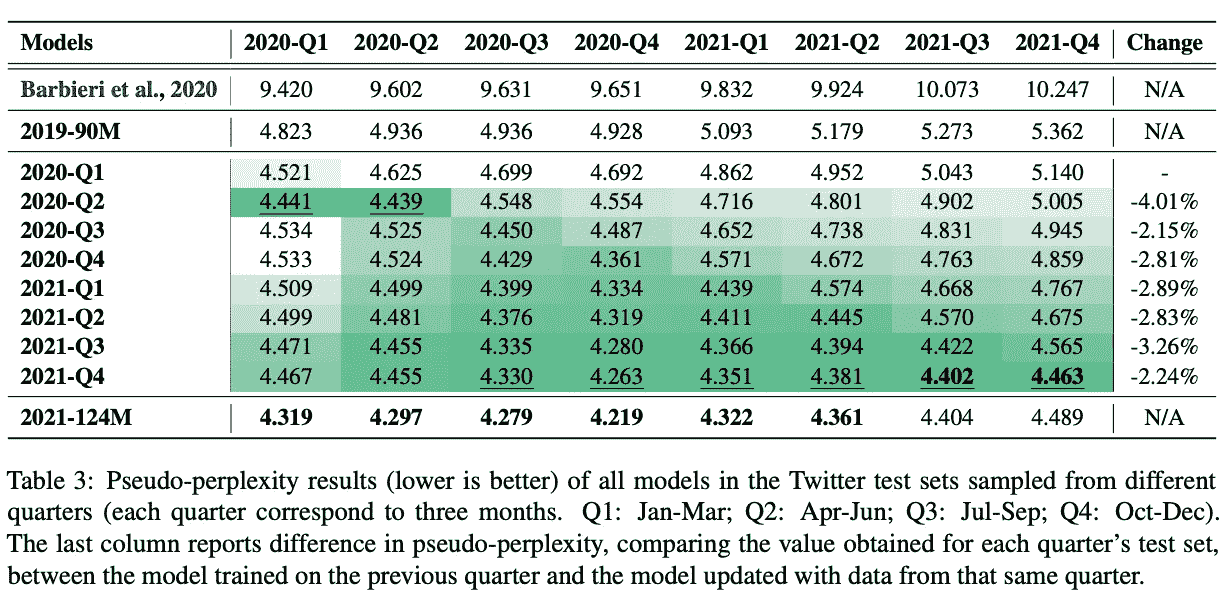 Models 2020-Q1 2020-Q2 2020-Q3 2020-Q4 2021-Q1 2021-Q2 2021-Q3 2021-Q4 Change
Barbieri et al., 2020 9.420 9.602 9.631 9.651 9.832 9.924 10.073 10.247 N/A
2019-90M 4.823 4.936 4.936 4.928 5.093 5.179 5.273 5.362 N/A
2020-Q1 4.521 4.625 4.699 4.692 4.862 4.952 5.043 5.140 -
2020-Q2 4.441 4.439 4.548 4.554 4.716 4.801 4.902 5.005 -4.01%
2020-Q3 4.534 4.525 4.450 4.487 4.652 4.738 4.831 4.945 -2.15%
2020-Q4 4.533 4.524 4.429 4.361 4.571 4.672 4.763 4.859 -2.81%
2021-Q1 4.509 4.499 4.399 4.334 4.439 4.574 4.668 4.767 -2.89%
2021-Q2 4.499 4.481 4.376 4.319 4.411 4.445 4.570 4.675 -2.83%
2021-Q3 4.471 4.455 4.335 4.280 4.366 4.394 4.422 4.565 -3.26%
2021-Q4 4.467 4.455 4.330 4.263 4.351 4.381 4.402 4.463 -2.24%
2021-124M 4.319 4.297 4.279 4.219 4.322 4.361 4.404 4.489 N/A
Table 3: Pseudo-perplexity results (lower is better) of all models in the Twitter test sets sampled from different
quarters (each quarter correspond to three months. Q1: Jan-Mar; Q2: Apr-Jun; Q3: Jul-Sep; Q4: Oct-Dec).
The last column reports difference in pseudo-perplexity, comparing the value obtained for each quarter's test set,
between the model trained on the previous quarter and the model updated with data from that same quarter.